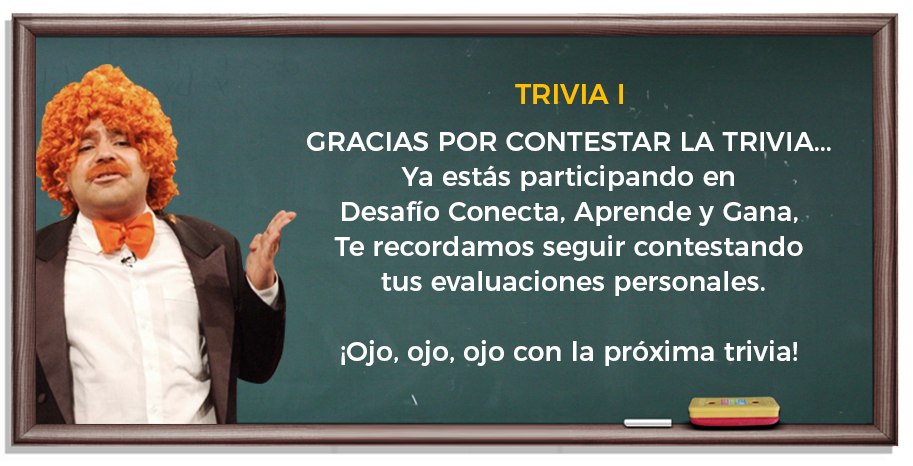 TRIVIA I
GRACIAS POR CONTESTAR LA TRIVIA...
Ya estás participando en
Desafío Conecta, Aprende y Gana,
Te recordamos seguir contestando
tus evaluaciones personales.
¡Ojo, ojo, ojo con la próxima trivia!